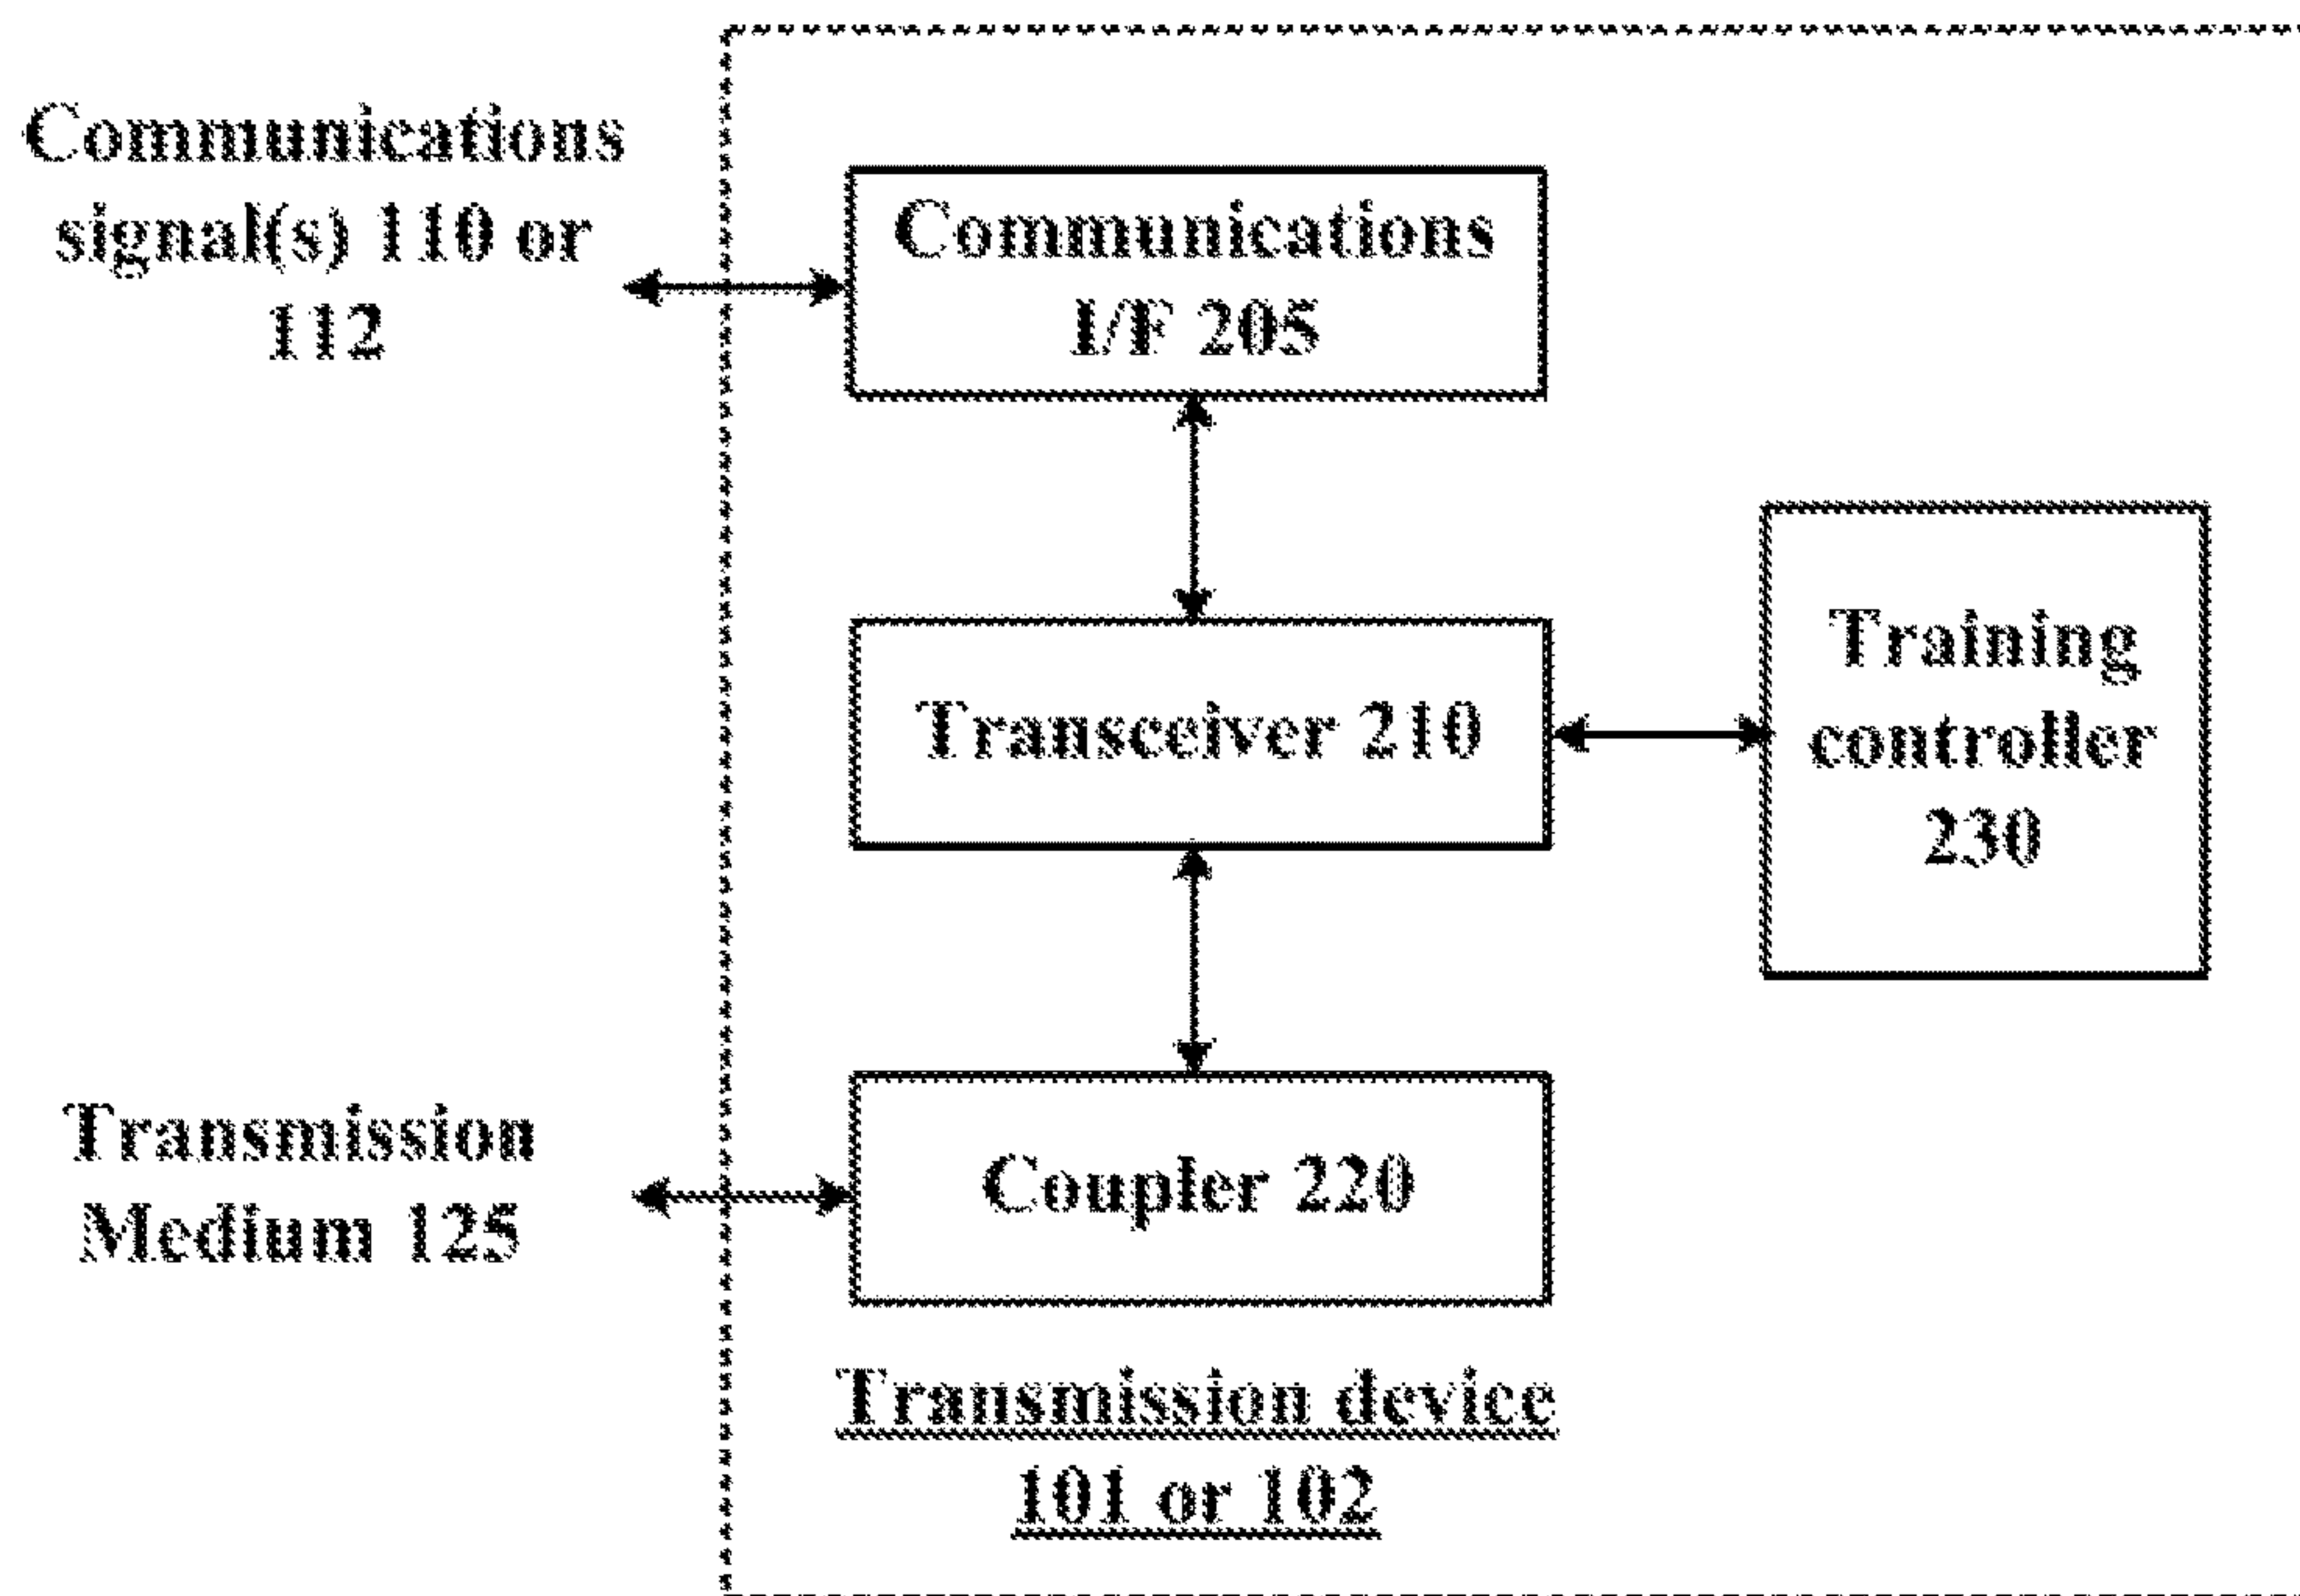 Communications
signal(s) 110 or
112
Communications
I/F 205
Transceiver 210
Training
controller
230
Transmission
Medium 125
Coupler 220
Transmission device
101 or 102